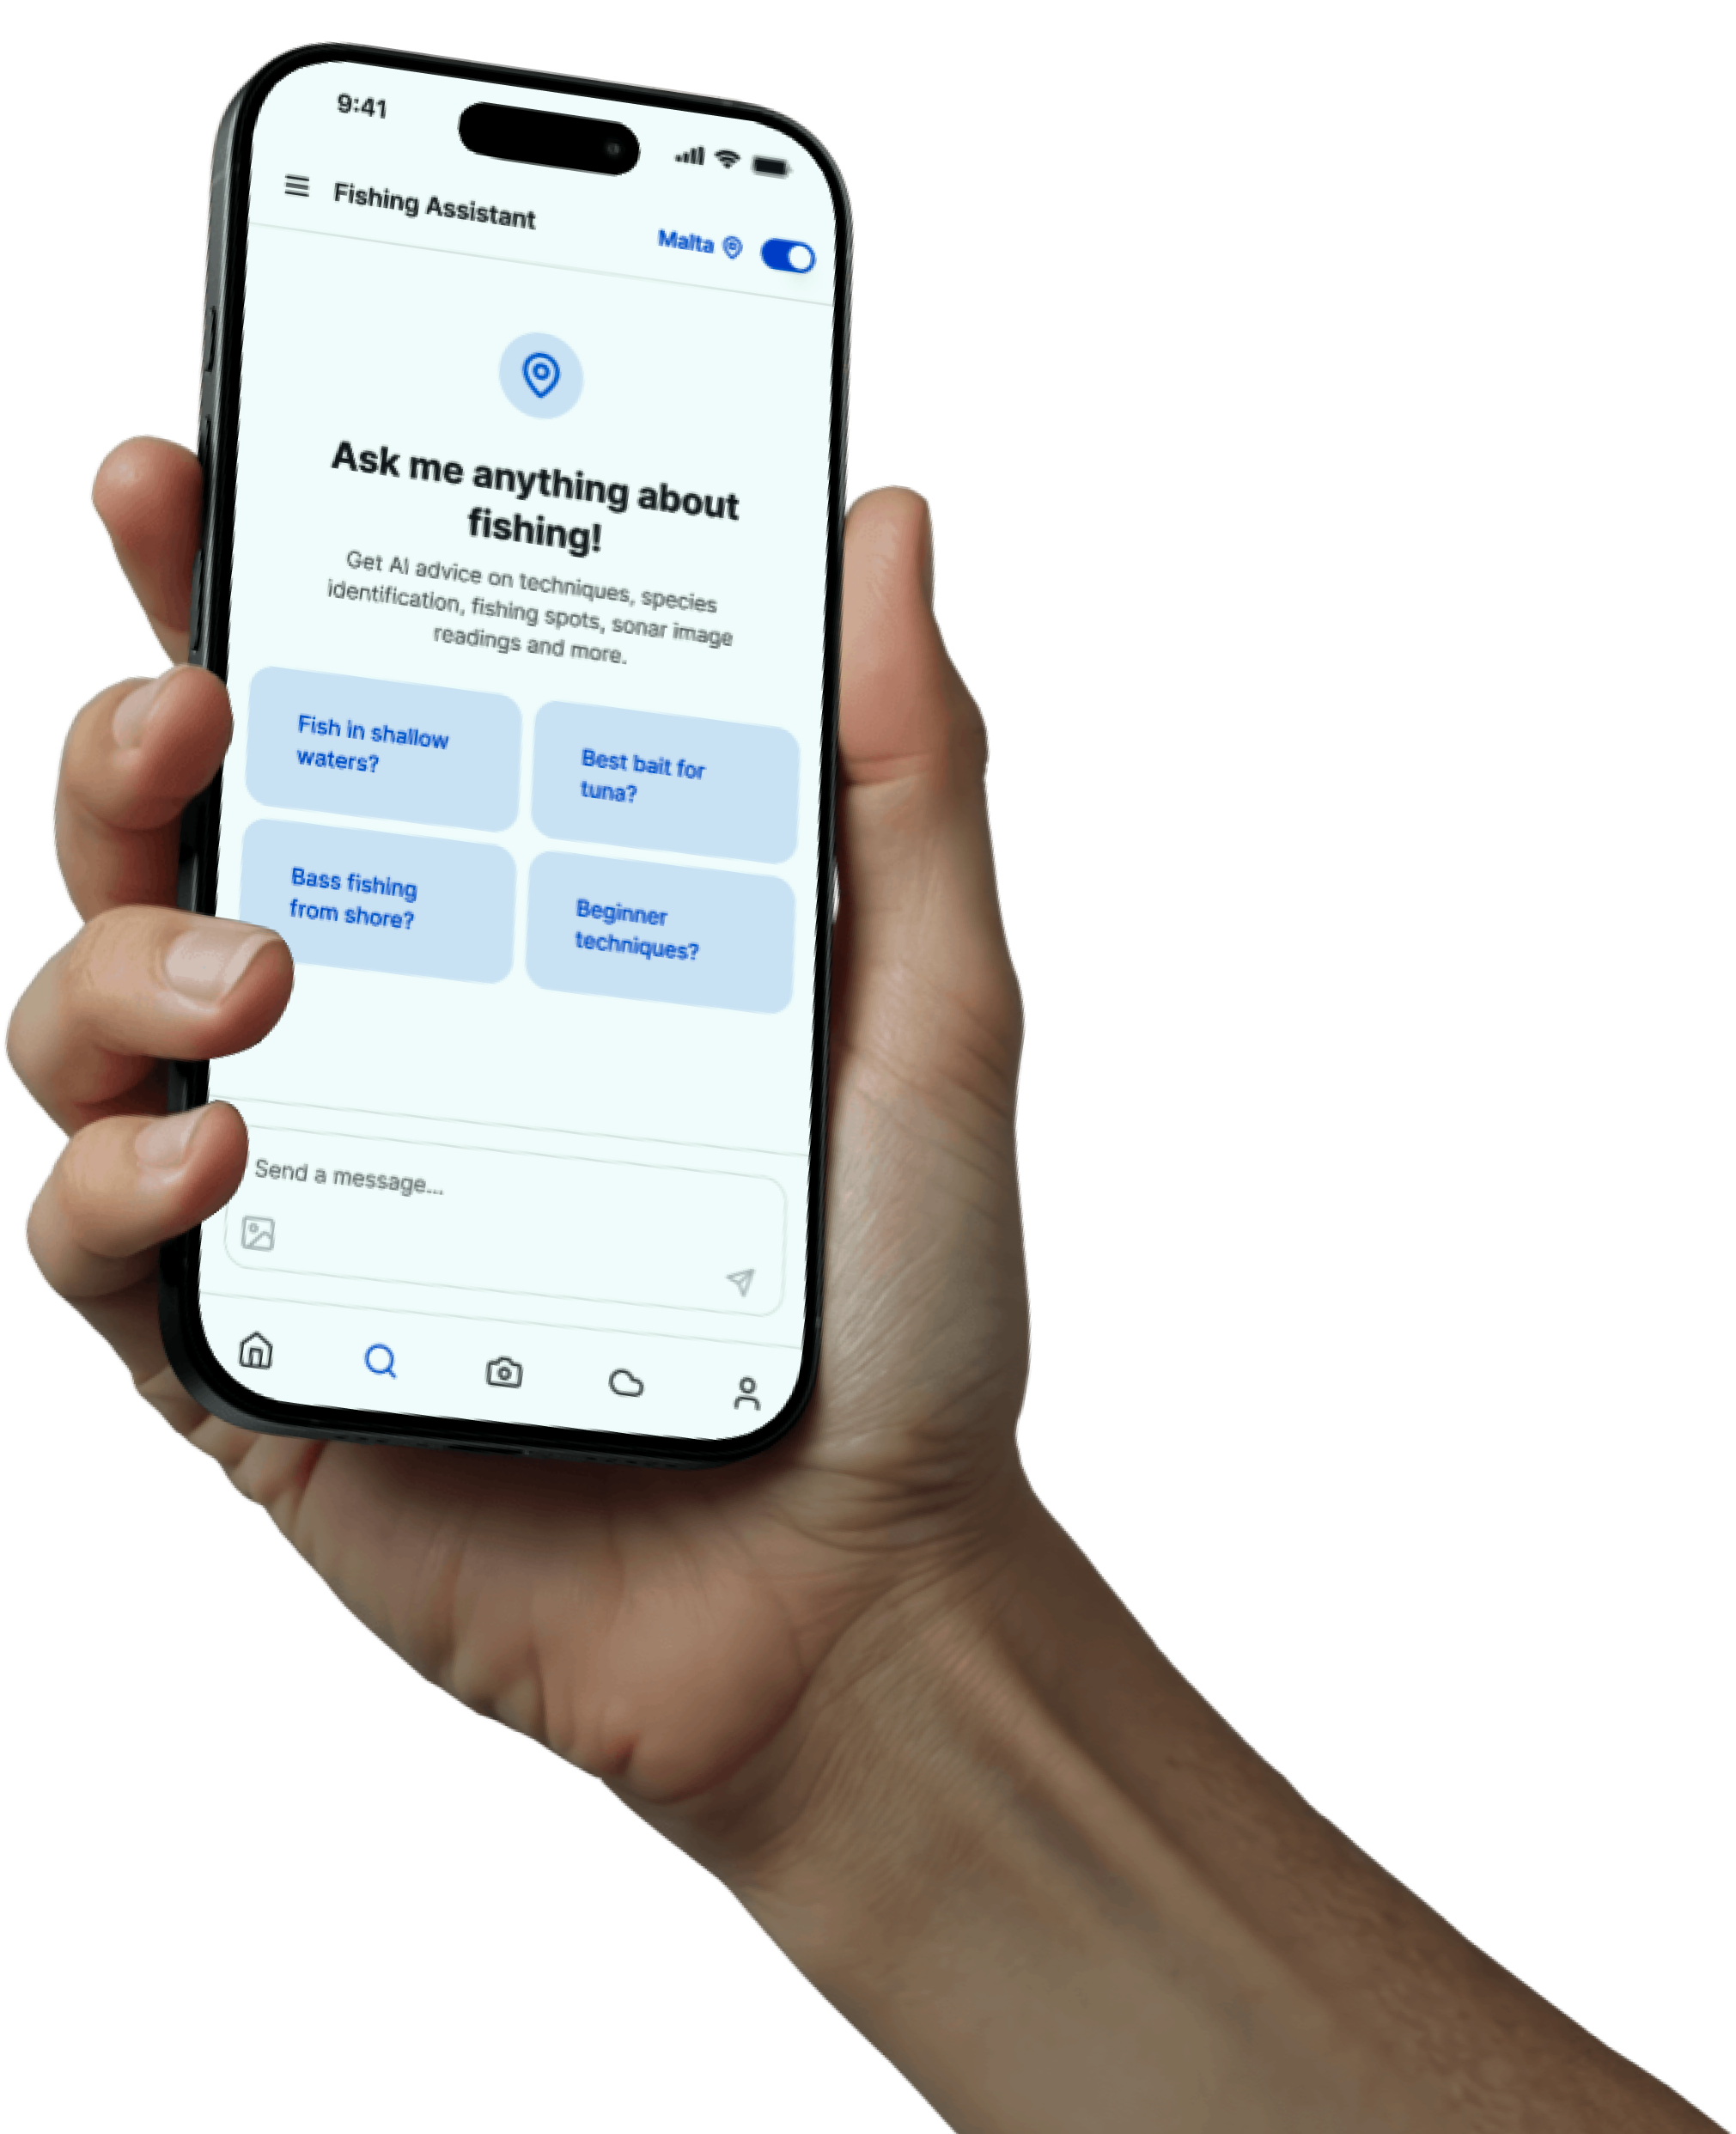 9:41
Fishing Assistant
Malta
Ask me anything about
fishing!
Get AI advice on techniques, species
identification, fishing spots, sonar image
readings and more.
Fish in shallow
waters?
Best bait for
tuna?
Bass fishing
from shore?
Beginner
techniques?
Send a message...